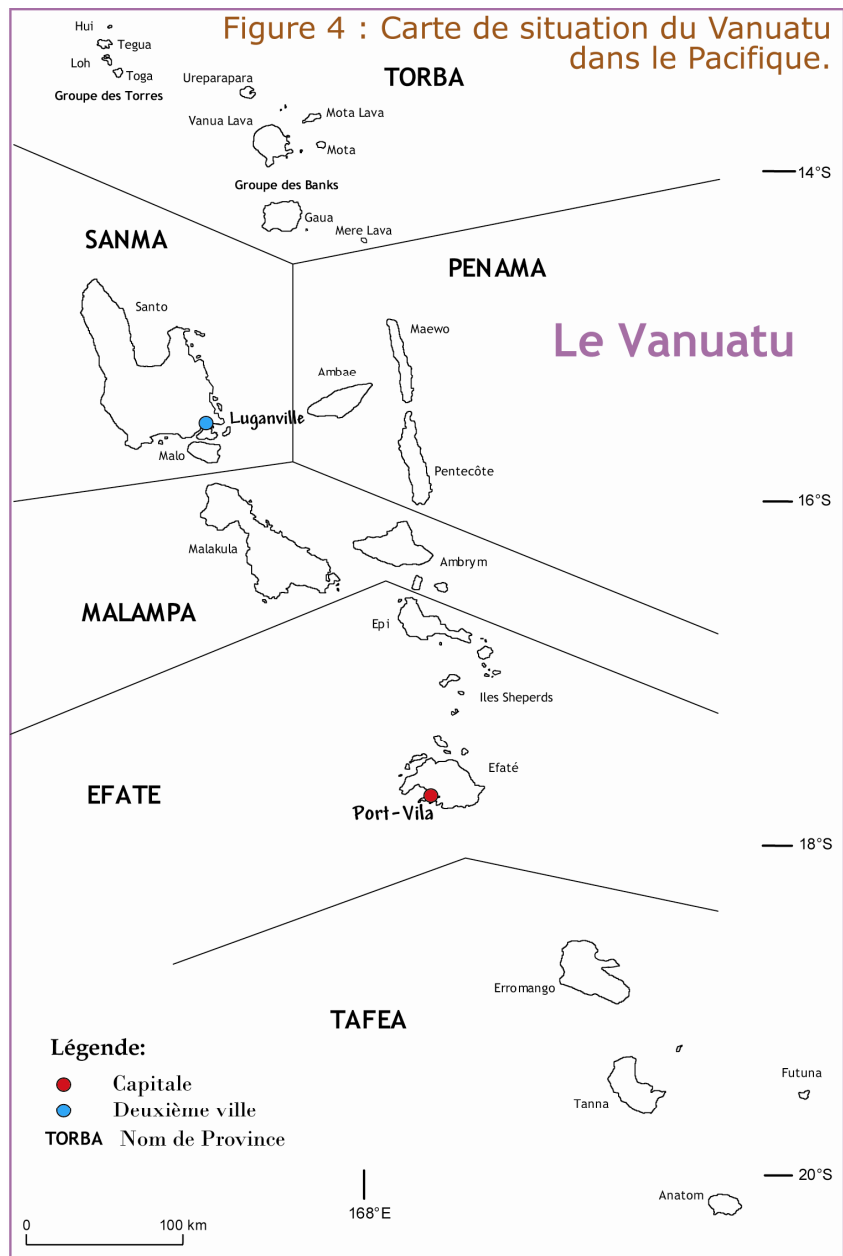 Figure 4 : Carte de situation du Vanuatu
dans le Pacifique.
Hui
Tegua
Loh
Toga
Groupe des Torres
Ureparapara
TORBA
Vanua Lava
Mota Lava
Mota
14°S
Groupe des Banks
Gaua
Mere Lava
SANMA
PENAMA
Santo
Maewo
Le Vanuatu
Ambae
Luganville
Malo
Pentecôte
16°S
Malakula
Ambrym
MALAMPA
Epi
Iles Sheperds
Efaté
EFATE
Port-Vila
18°S
Erromango
TAFEA
Légende:
Capitale
Deuxième ville
TORBA Nom de Province
Futuna
Tanna
20°S
Anatom
168°E
0 100 km